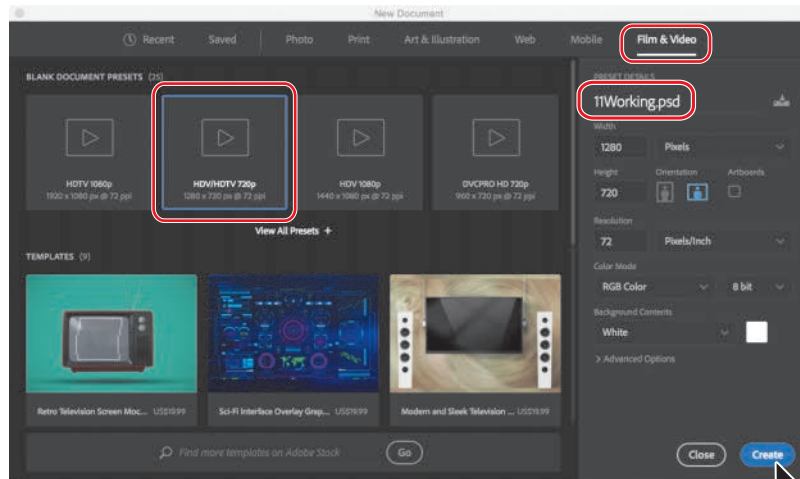 New Document
Recent Saved Photo Print Art & Illustration Web Mobile Film & Video
BLANK DOCUMENT PRESETS (25)
HDTV 1080p
1920 x 1080 px @ 72 ppi
HDV/HDTV 720p
1280 x 720 px @ 72 ppi
HDV 1080p
1440 x 1080 px @ 72 ppi
DVCPRO HD 720p
960 x 720 px @ 72 ppi
View All Presets +
TEMPLATES (9)
Retro Television Screen Moc... US$19.99
Sci-Fi Interface Overlay Grap... US$19.99
Modern and Sleek Television ... US$19.99
Find more templates on Adobe Stock
Go
PRESET DETAILS
11Working.psd
Width
1280 Pixels
Height Orientation Artboards
720
Resolution
72 Pixels/Inch
Color Mode
RGB Color 8 bit
Background Contents
White
> Advanced Options
Close Create